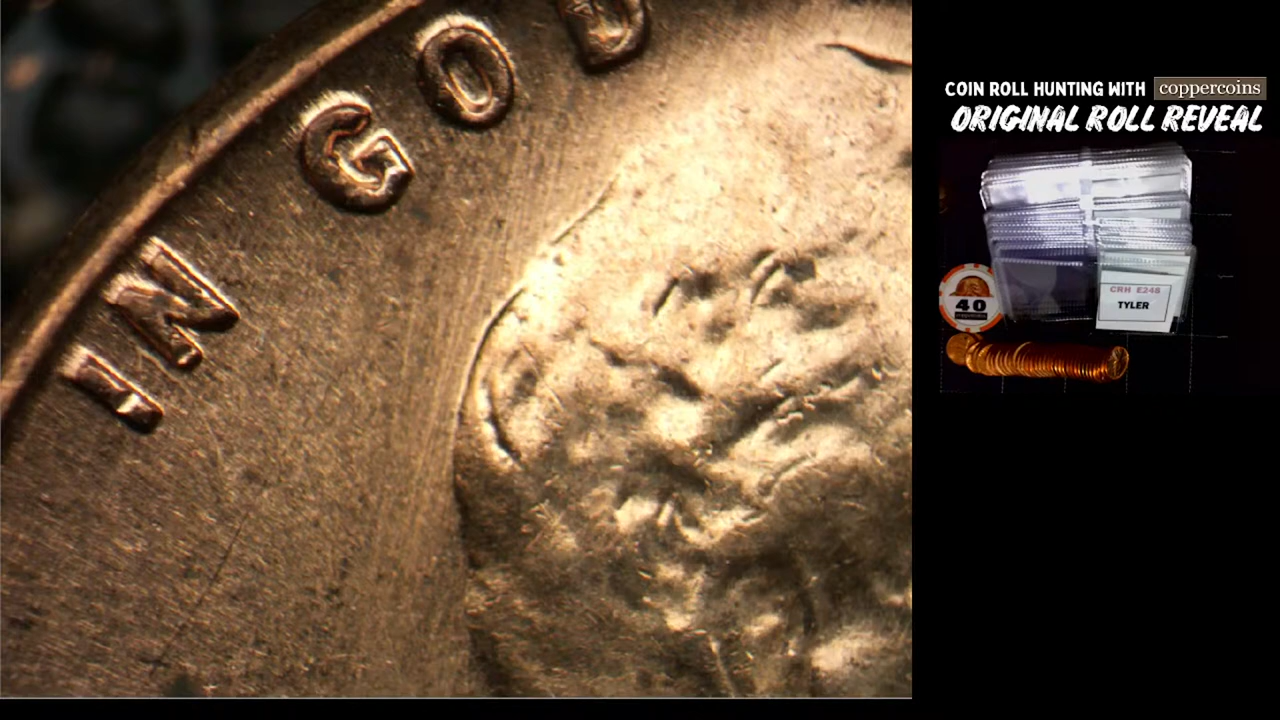 IN GOD
COIN ROLL HUNTING WITH coppercoins
ORIGINAL ROLL REVEAL
CRH E248
TYLER
40